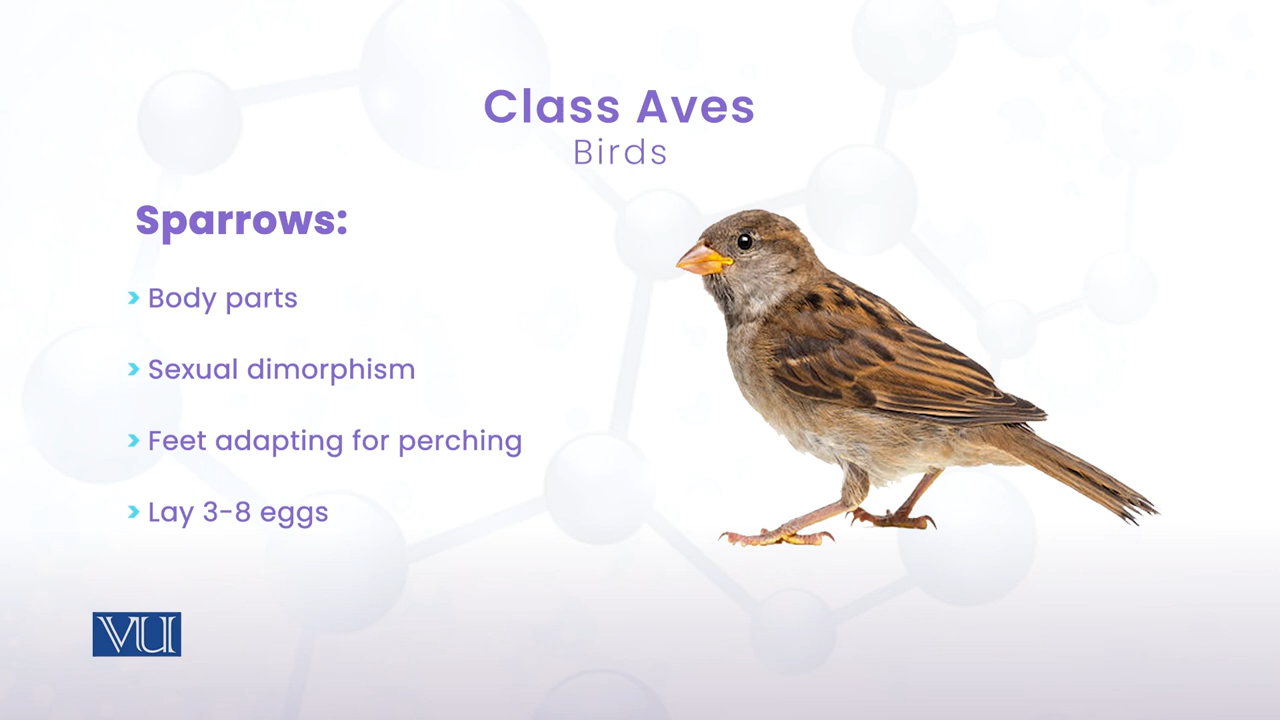 Class Aves
Birds
Sparrows:
Body parts
Sexual dimorphism
Feet adapting for perching
Lay 3-8 eggs
VU